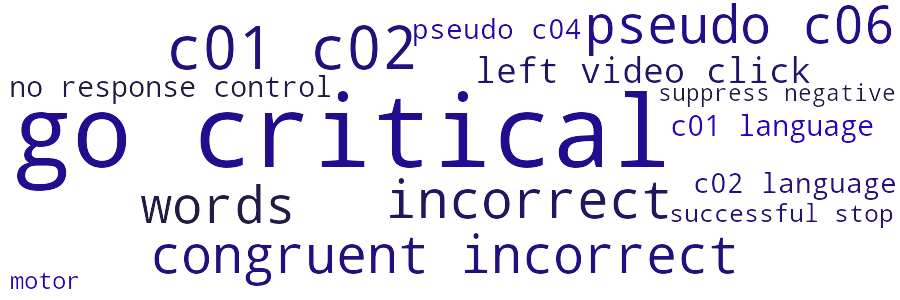 c01 c02
pseudo c04
pseudo c06
no response control
left video click
suppress negative
go critical
c01 language
words
incorrect
c02 language
successful stop
congruent incorrect
motor